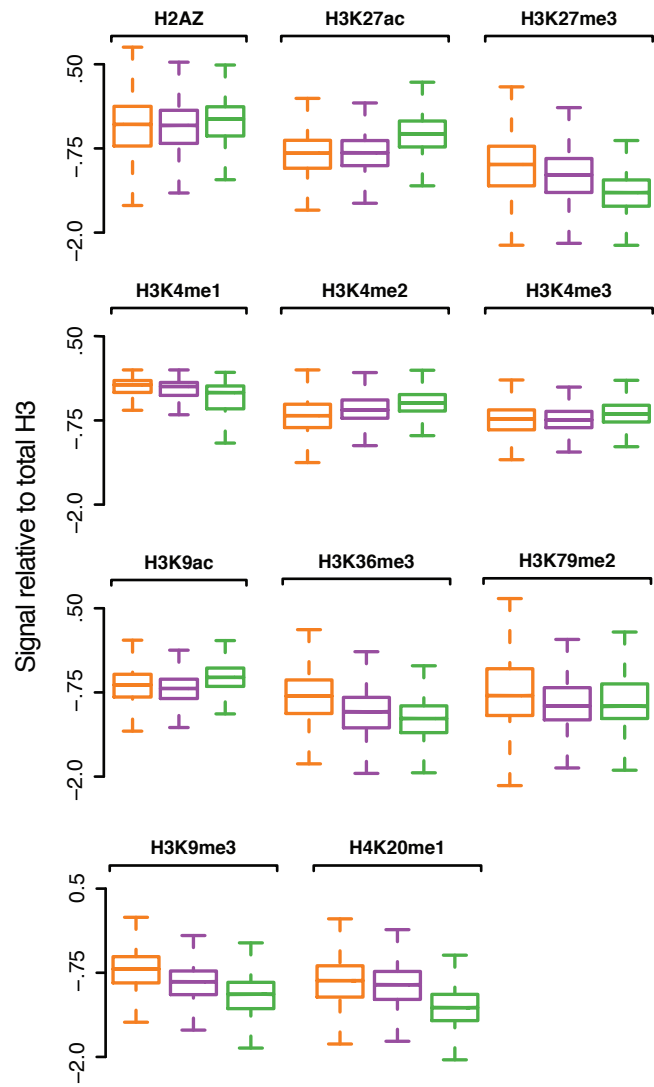 H2AZ H3K27ac H3K27me3
.50
−.75
−2.0
H3K4me1 H3K4me2 H3K4me3
.50
−.75
−2.0
Signal relative to total H3
H3K9ac H3K36me3 H3K79me2
.50
−.75
−2.0
H3K9me3 H4K20me1
0.5
−.75
−2.0